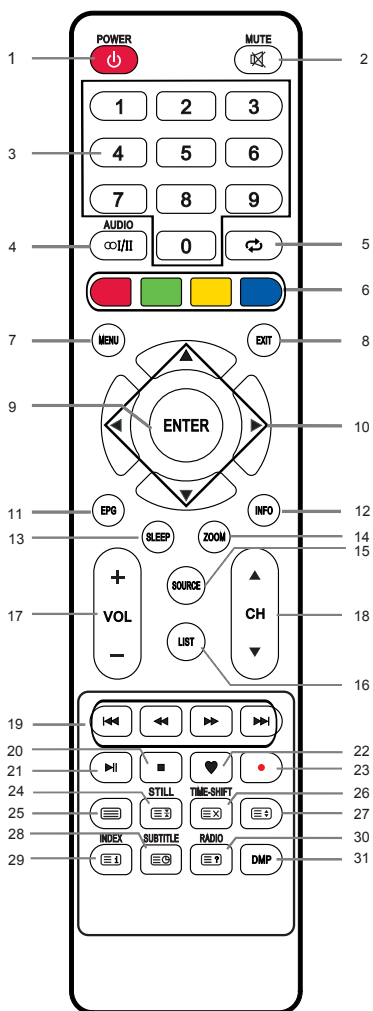 POWER MUTE
1 2
1 2 3
3 4 5 6
7 8 9
AUDIO
4 I/II 0 5
6
MENU EXIT
7 8
9 ENTER 10
EPG INFO
11 12
13 SLEEP ZOOM 14
15
+ SOURCE
17 VOL CH 18
− LIST
16
19
20 22
21 23
24 STILL TIME-SHIFT 26
25 27
28 INDEX SUBTITLE RADIO 30
29 i ? DMP 31